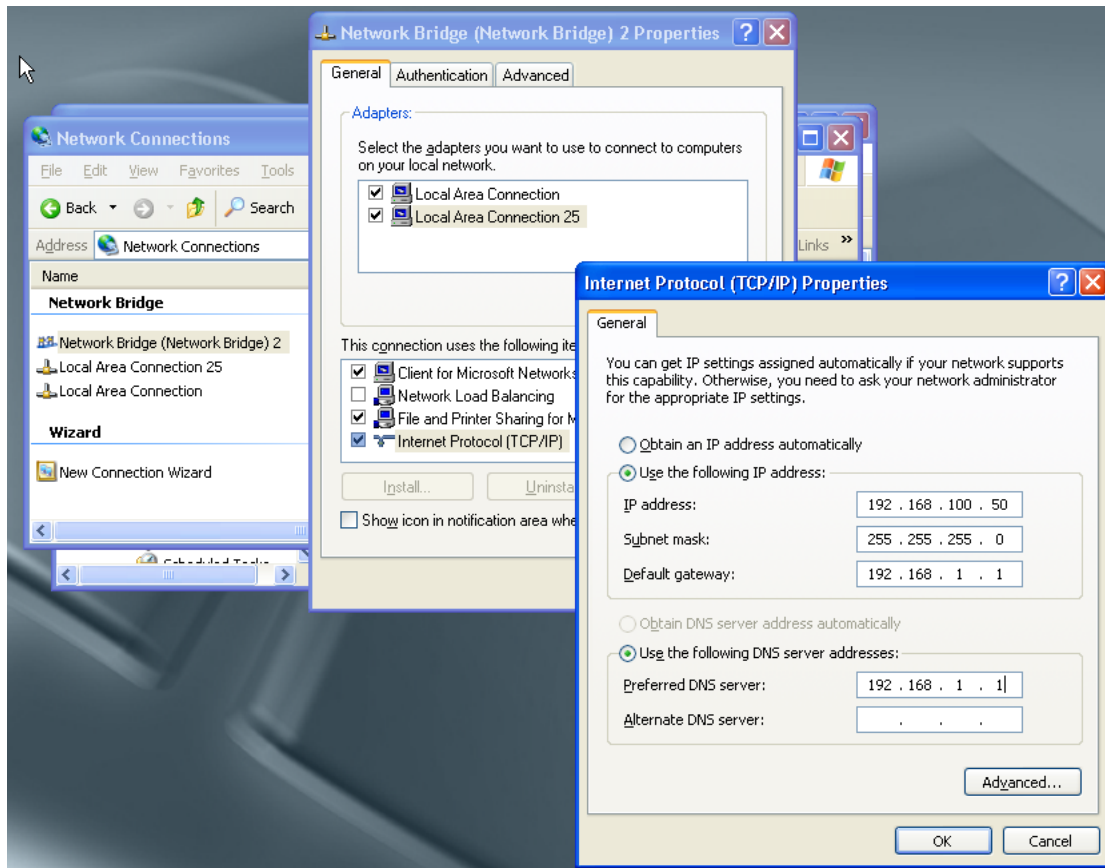 Network Bridge (Network Bridge) 2 Properties
General Authentication Advanced
Adapters:
Select the adapters you want to use to connect to computers
on your local network.
Local Area Connection
Local Area Connection 25
This connection uses the following ite
Client for Microsoft Networks
Network Load Balancing
File and Printer Sharing for M
Internet Protocol (TCP/IP)
Install... Uninsta
Show icon in notification area whe
Network Connections
File Edit View Favorites Tools
Back Search
Address Network Connections
Links »
Name
Network Bridge
Network Bridge (Network Bridge) 2
Local Area Connection 25
Local Area Connection
Wizard
New Connection Wizard
Internet Protocol (TCP/IP) Properties
General
You can get IP settings assigned automatically if your network supports
this capability. Otherwise, you need to ask your network administrator
for the appropriate IP settings.
Obtain an IP address automatically
Use the following IP address:
IP address: 192 . 168 . 100 . 50
Subnet mask: 255 . 255 . 255 . 0
Default gateway: 192 . 168 . 1 . 1
Obtain DNS server address automatically
Use the following DNS server addresses:
Preferred DNS server: 192 . 168 . 1 . 1
Alternate DNS server: . . .
Advanced...
OK Cancel